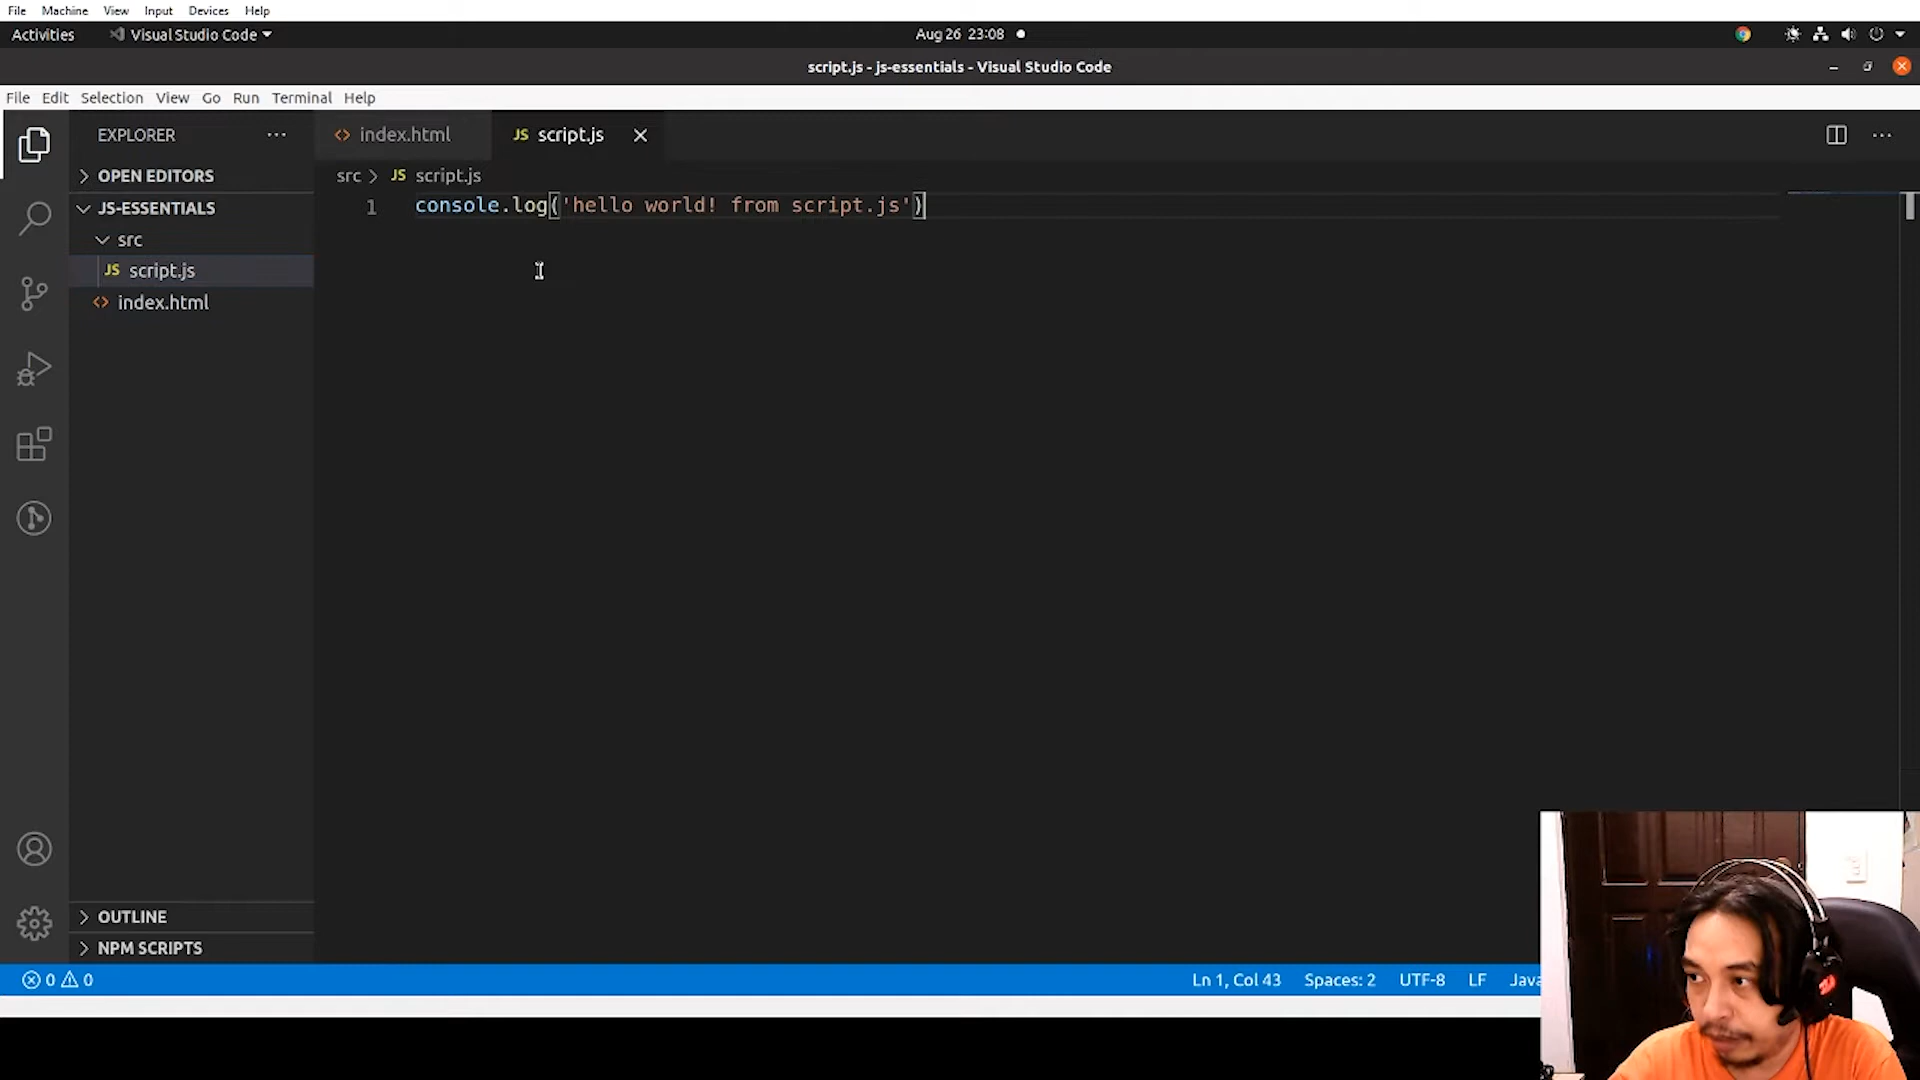 File Machine View Input Devices Help
Activities Visual Studio Code Aug 26 23:08
script.js - js-essentials - Visual Studio Code
File Edit Selection View Go Run Terminal Help
EXPLORER
OPEN EDITORS
JS-ESSENTIALS
src
JS script.js
index.html
OUTLINE
NPM SCRIPTS
index.html JS script.js
src > JS script.js
1 console.log('hello world! from script.js')
0 0 Ln 1, Col 43 Spaces: 2 UTF-8 LF Java